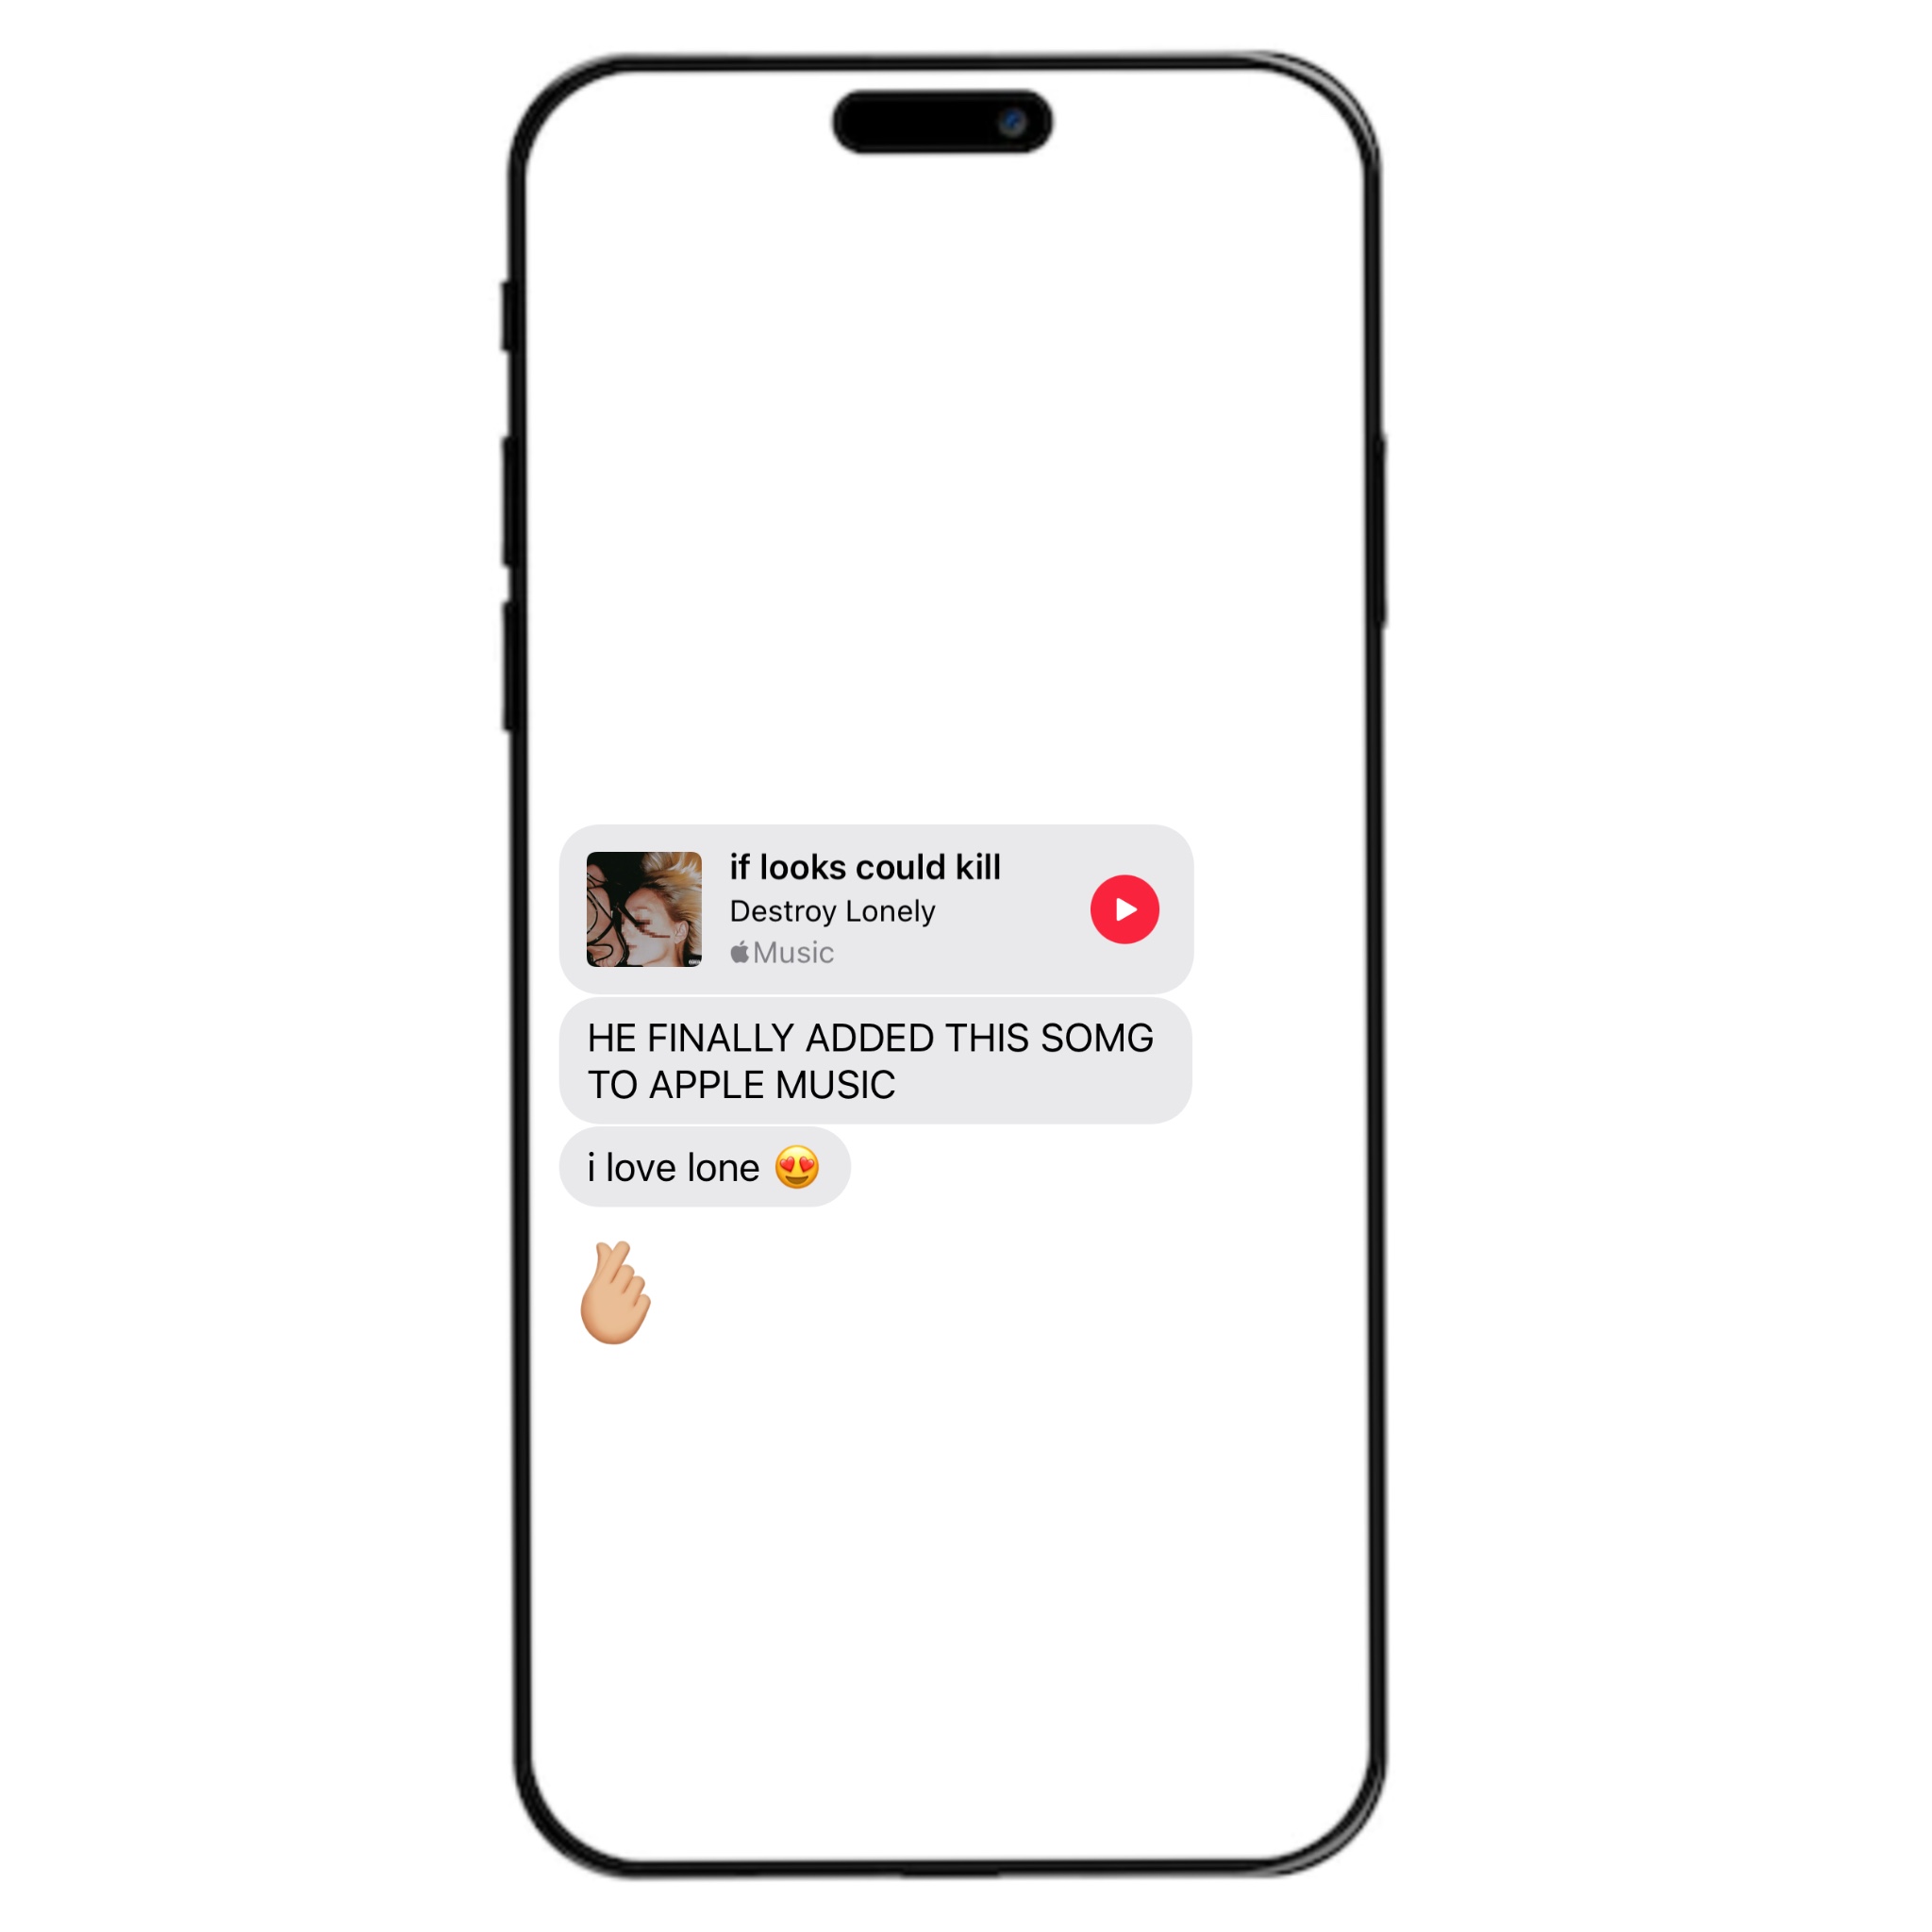 if looks could kill
Destroy Lonely
Music
HE FINALLY ADDED THIS SOMG
TO APPLE MUSIC
i love lone 😍
🫰🏼